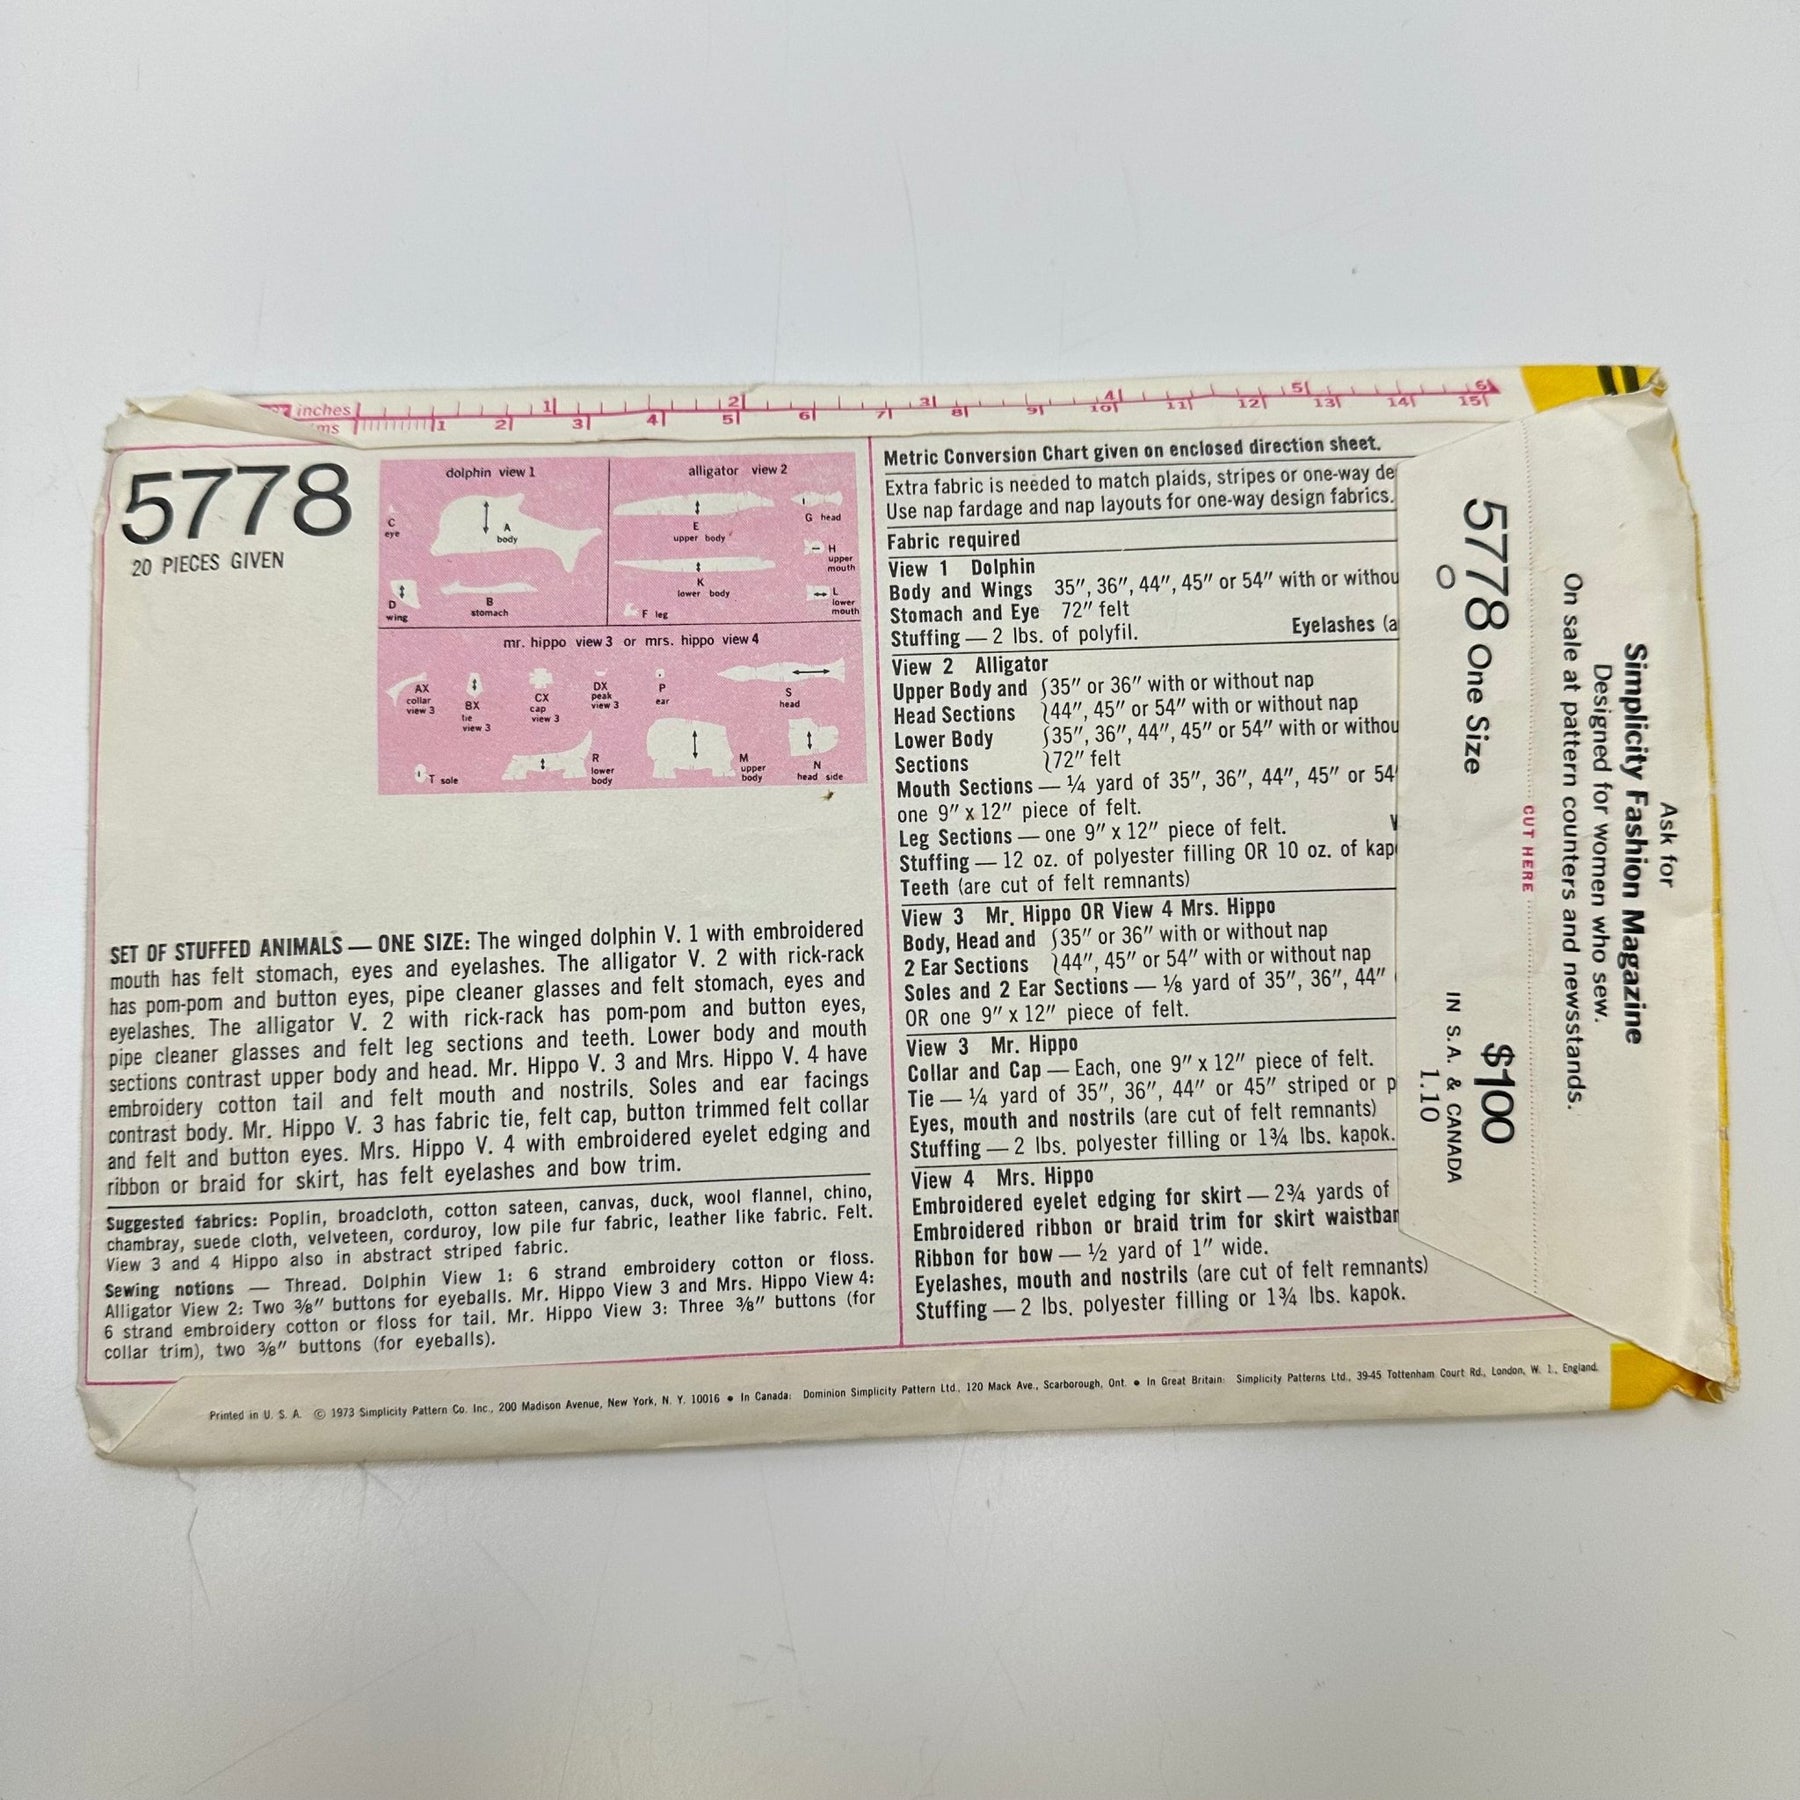 inches
1 2 3 4 5 6
1 2 3 4 5 6 7 8 9 10 11 12 13 14 15
5778
20 PIECES GIVEN
dolphin view 1
C
eye
A
body
D
wing
B
stomach
alligator view 2
E
upper body
G head
H
upper
mouth
K
lower body
L
lower
mouth
F leg
mr. hippo view 3 or mrs. hippo view 4
AX
collar
view 3
BX
tie
view 3
CX
cap
view 3
DX
peak
view 3
P
ear
S
head
T sole
R
lower
body
M
upper
body
N
head side
SET OF STUFFED ANIMALS — ONE SIZE: The winged dolphin V. 1 with embroidered
mouth has felt stomach, eyes and eyelashes. The alligator V. 2 with rick-rack
has pom-pom and button eyes, pipe cleaner glasses and felt stomach, eyes and
eyelashes. The alligator V. 2 with rick-rack has pom-pom and button eyes,
pipe cleaner glasses and felt leg sections and teeth. Lower body and mouth
sections contrast upper body and head. Mr. Hippo V. 3 and Mrs. Hippo V. 4 have
embroidery cotton tail and felt mouth and nostrils. Soles and ear facings
contrast body. Mr. Hippo V. 3 has fabric tie, felt cap, button trimmed felt collar
and felt and button eyes. Mrs. Hippo V. 4 with embroidered eyelet edging and
ribbon or braid for skirt, has felt eyelashes and bow trim.
Suggested fabrics: Poplin, broadcloth, cotton sateen, canvas, duck, wool flannel, chino,
chambray, suede cloth, velveteen, corduroy, low pile fur fabric, leather like fabric. Felt.
View 3 and 4 Hippo also in abstract striped fabric.
Sewing notions — Thread. Dolphin View 1: 6 strand embroidery cotton or floss.
Alligator View 2: Two 3/8" buttons for eyeballs. Mr. Hippo View 3 and Mrs. Hippo View 4:
6 strand embroidery cotton or floss for tail. Mr. Hippo View 3: Three 3/8" buttons (for
collar trim), two 3/8" buttons (for eyeballs).
Metric Conversion Chart given on enclosed direction sheet.
Extra fabric is needed to match plaids, stripes or one-way de
Use nap fardage and nap layouts for one-way design fabrics.
Fabric required
View 1 Dolphin
Body and Wings 35", 36", 44", 45" or 54" with or withou
Stomach and Eye 72" felt
Stuffing — 2 lbs. of polyfil. Eyelashes (a
View 2 Alligator
Upper Body and {35" or 36" with or without nap
Head Sections }44", 45" or 54" with or without nap
Lower Body {35", 36", 44", 45" or 54" with or withou
Sections }72" felt
Mouth Sections — 1/4 yard of 35", 36", 44", 45" or 54
one 9" x 12" piece of felt.
Leg Sections — one 9" x 12" piece of felt.
Stuffing — 12 oz. of polyester filling OR 10 oz. of kap
Teeth (are cut of felt remnants)
View 3 Mr. Hippo OR View 4 Mrs. Hippo
Body, Head and {35" or 36" with or without nap
2 Ear Sections }44", 45" or 54" with or without nap
Soles and 2 Ear Sections — 1/8 yard of 35", 36", 44"
OR one 9" x 12" piece of felt.
View 3 Mr. Hippo
Collar and Cap — Each, one 9" x 12" piece of felt.
Tie — 1/4 yard of 35", 36", 44" or 45" striped or p
Eyes, mouth and nostrils (are cut of felt remnants)
Stuffing — 2 lbs. polyester filling or 1 3/4 lbs. kapok.
View 4 Mrs. Hippo
Embroidered eyelet edging for skirt — 2 3/4 yards of
Embroidered ribbon or braid trim for skirt waistban
Ribbon for bow — 1/2 yard of 1" wide.
Eyelashes, mouth and nostrils (are cut of felt remnants)
Stuffing — 2 lbs. polyester filling or 1 3/4 lbs. kapok.
Ask for
Simplicity Fashion Magazine
Designed for women who sew.
On sale at pattern counters and newsstands.
CUT HERE
5778 One Size $1.00
O
IN S.A. & CANADA
1.10
Printed in U. S. A. © 1973 Simplicity Pattern Co. Inc., 200 Madison Avenue, New York, N. Y. 10016 • In Canada: Dominion Simplicity Pattern Ltd., 120 Mack Ave., Scarborough, Ont. • In Great Britain: Simplicity Patterns Ltd., 39-45 Tottenham Court Rd., London, W. 1., England.